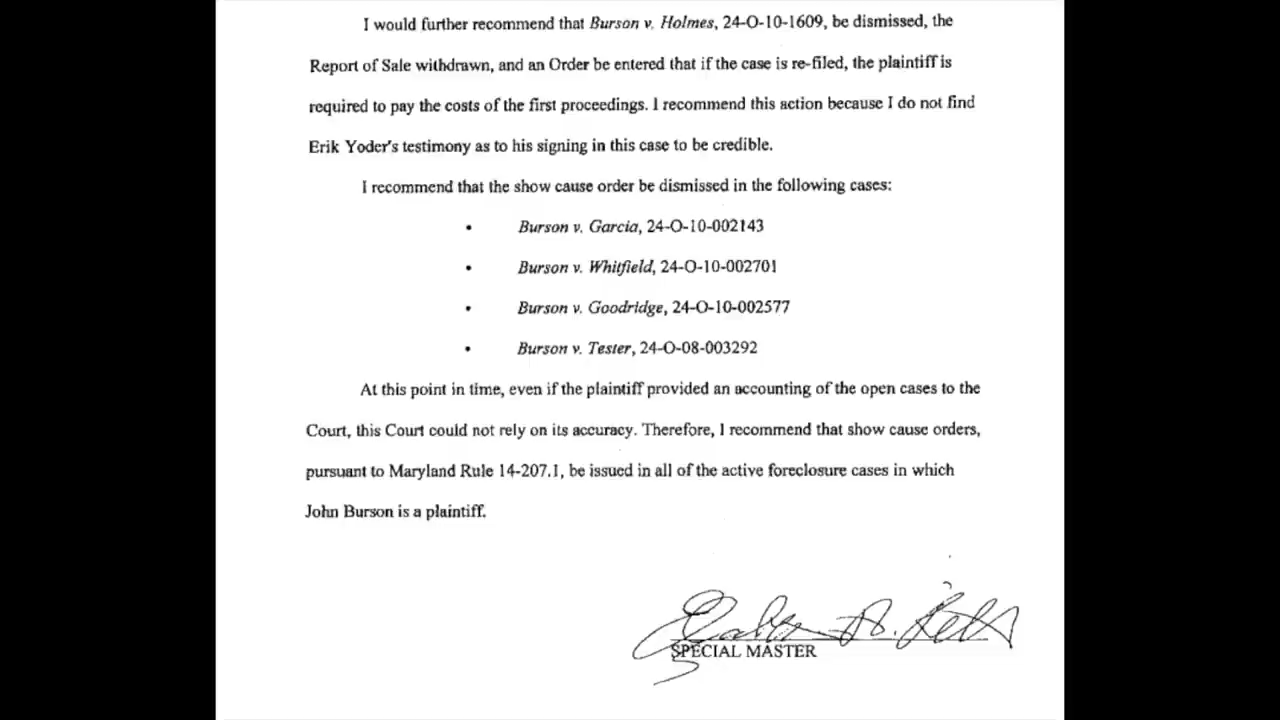 I would further recommend that Burson v. Holmes, 24-O-10-1609, be dismissed, the
Report of Sale withdrawn, and an Order be entered that if the case is re-filed, the plaintiff is
required to pay the costs of the first proceedings. I recommend this action because I do not find
Erik Yoder's testimony as to his signing in this case to be credible.
I recommend that the show cause order be dismissed in the following cases:
• Burson v. Garcia, 24-O-10-002143
• Burson v. Whitfield, 24-O-10-002701
• Burson v. Goodridge, 24-O-10-002577
• Burson v. Tester, 24-O-08-003292
At this point in time, even if the plaintiff provided an accounting of the open cases to the
Court, this Court could not rely on its accuracy. Therefore, I recommend that show cause orders,
pursuant to Maryland Rule 14-207.1, be issued in all of the active foreclosure cases in which
John Burson is a plaintiff.
SPECIAL MASTER